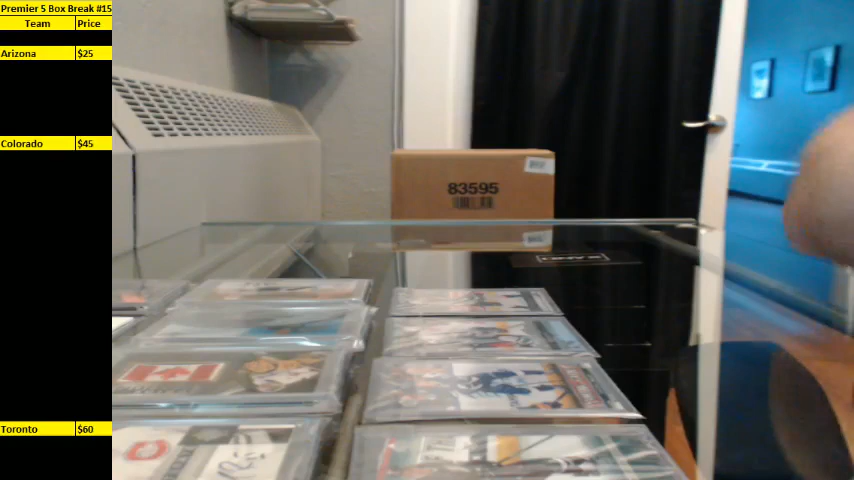 Premier 5 Box Break #15
Team Price
Arizona $25
Colorado $45
Toronto $60
83595